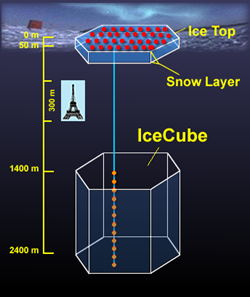 0 m
50 m
Ice Top
Snow Layer
300 m
IceCube
1400 m
2400 m